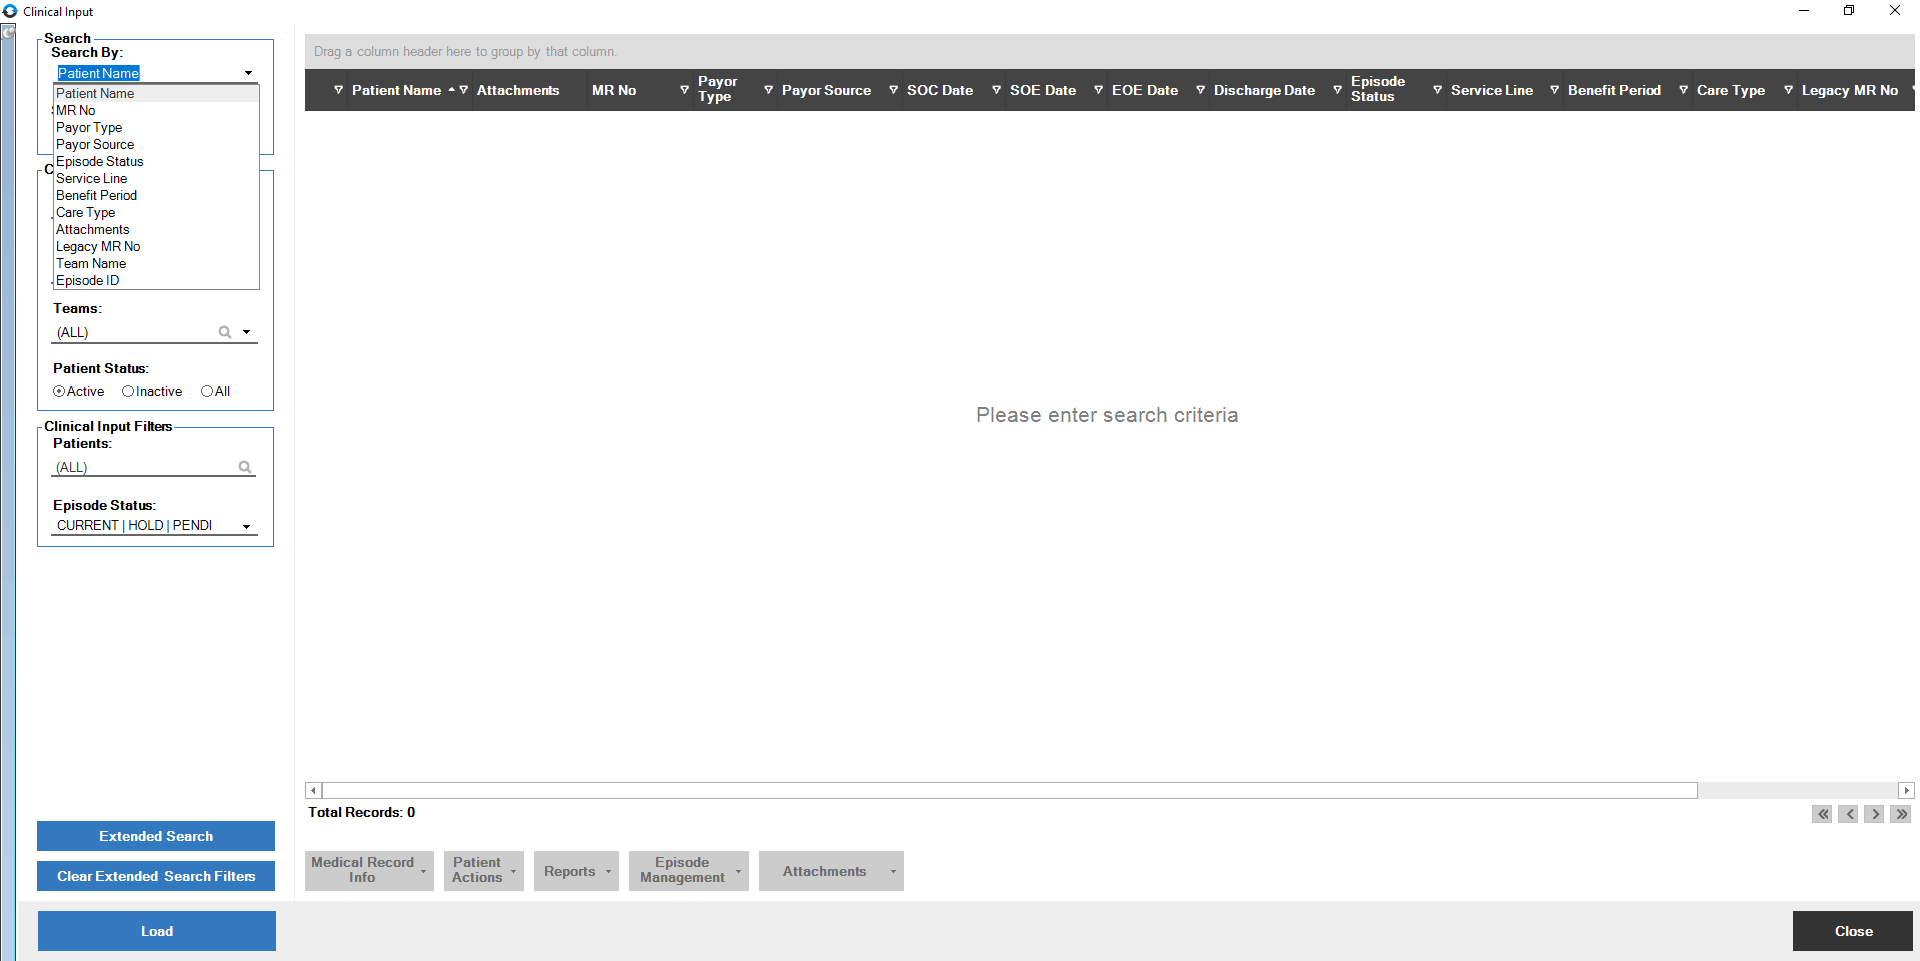 Clinical Input
Search
Search By:
Patient Name
Patient Name
MR No
Payor Type
Payor Source
Episode Status
Service Line
Benefit Period
Care Type
Attachments
Legacy MR No
Team Name
Episode ID
Teams:
(ALL)
Patient Status:
Active Inactive All
Clinical Input Filters
Patients:
(ALL)
Episode Status:
CURRENT | HOLD | PENDI
Extended Search
Clear Extended Search Filters
Load
Drag a column header here to group by that column.
Patient Name Attachments MR No Payor Type Payor Source SOC Date SOE Date EOE Date Discharge Date Episode Status Service Line Benefit Period Care Type Legacy MR No
Please enter search criteria
Total Records: 0
Medical Record Info
Patient Actions
Reports
Episode Management
Attachments
Close